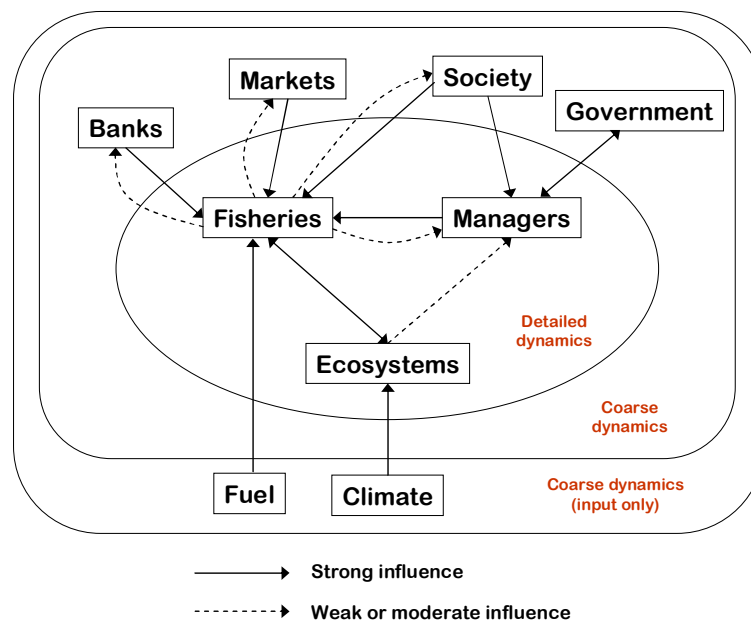 Markets
Society
Banks
Government
Fisheries
Managers
Detailed
dynamics
Ecosystems
Coarse
dynamics
Fuel
Climate
Coarse dynamics
(input only)
Strong influence
Weak or moderate influence